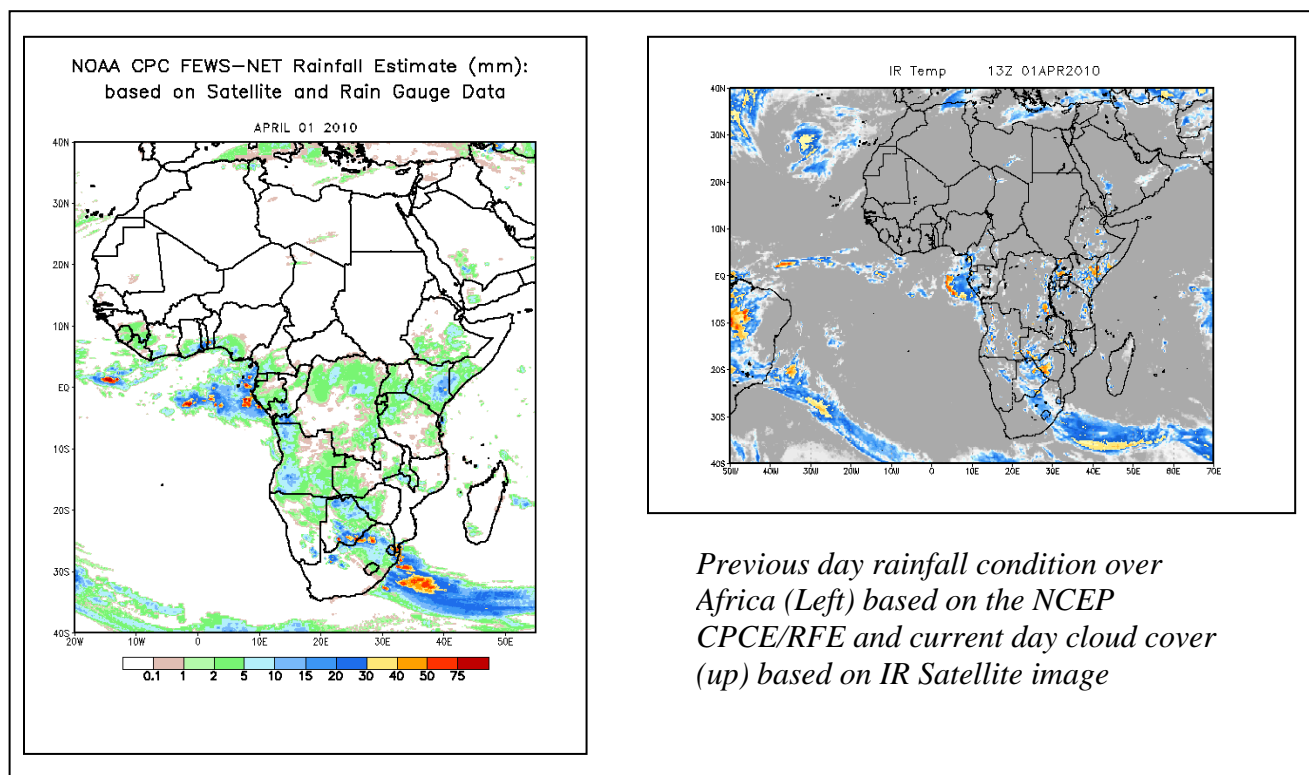 NOAA CPC FEWS-NET Rainfall Estimate (mm):
based on Satellite and Rain Gauge Data
APRIL 01 2010
40N
30N
20N
10N
EQ
10S
20S
30S
40S
20W 10W 0 10E 20E 30E 40E 50E
0.1 1 2 5 10 15 20 30 40 50 75
IR Temp 13Z 01APR2010
40N
30N
20N
10N
EQ
10S
20S
30S
40S
50W 40W 30W 20W 10W 0 10E 20E 30E 40E 50E 60E 70E
Previous day rainfall condition over
Africa (Left) based on the NCEP
CPCE/RFE and current day cloud cover
(up) based on IR Satellite image